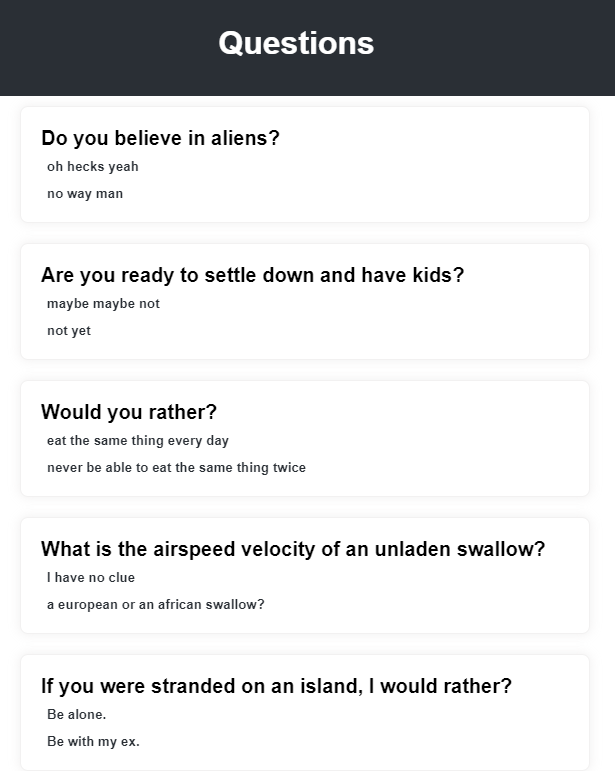 Questions
Do you believe in aliens?
oh hecks yeah
no way man
Are you ready to settle down and have kids?
maybe maybe not
not yet
Would you rather?
eat the same thing every day
never be able to eat the same thing twice
What is the airspeed velocity of an unladen swallow?
I have no clue
a european or an african swallow?
If you were stranded on an island, I would rather?
Be alone.
Be with my ex.